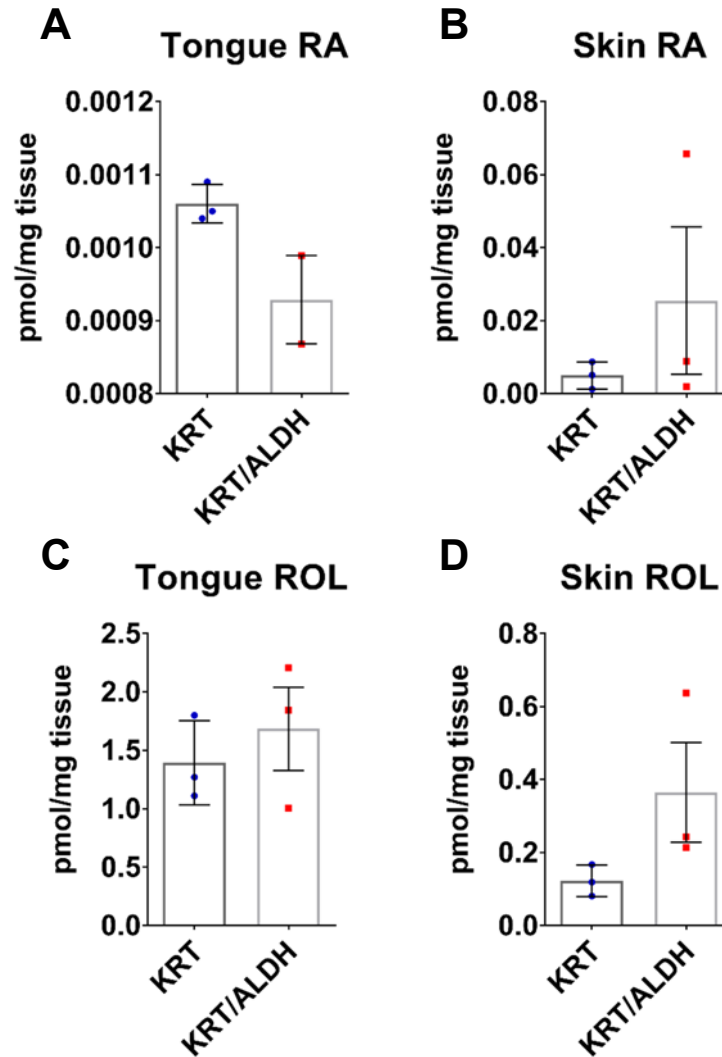 A
Tongue RA
pmol/mg tissue
0.0012
0.0011
0.0010
0.0009
0.0008
KRT
KRT/ALDH
B
Skin RA
pmol/mg tissue
0.08
0.06
0.04
0.02
0.00
KRT
KRT/ALDH
C
Tongue ROL
pmol/mg tissue
2.5
2.0
1.5
1.0
0.5
0.0
KRT
KRT/ALDH
D
Skin ROL
pmol/mg tissue
0.8
0.6
0.4
0.2
0.0
KRT
KRT/ALDH